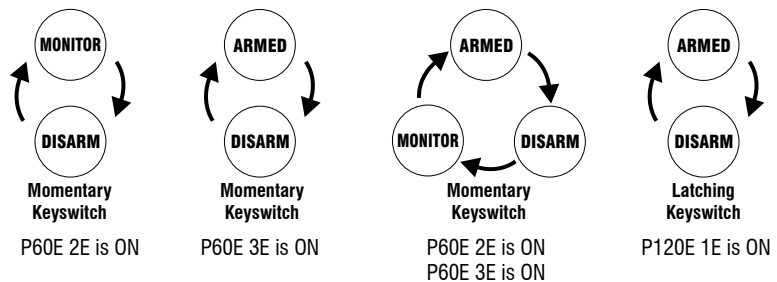 MONITOR
DISARM
Momentary
Keyswitch
P60E 2E is ON
ARMED
DISARM
Momentary
Keyswitch
P60E 3E is ON
ARMED
MONITOR
DISARM
Momentary
Keyswitch
P60E 2E is ON
P60E 3E is ON
ARMED
DISARM
Latching
Keyswitch
P120E 1E is ON